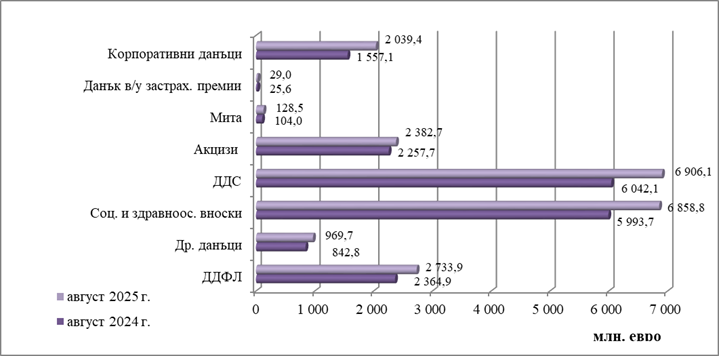 Корпоративни данъци
2 039,4
1 557,1
Данък в/у застрах. премии
29,0
25,6
Мита
128,5
104,0
Акцизи
2 382,7
2 257,7
ДДС
6 906,1
6 042,1
Соц. и здравноос. вноски
6 858,8
5 993,7
Др. данъци
969,7
842,8
ДДФЛ
2 733,9
2 364,9
0 1 000 2 000 3 000 4 000 5 000 6 000 7 000
август 2025 г.
август 2024 г.
млн. евро